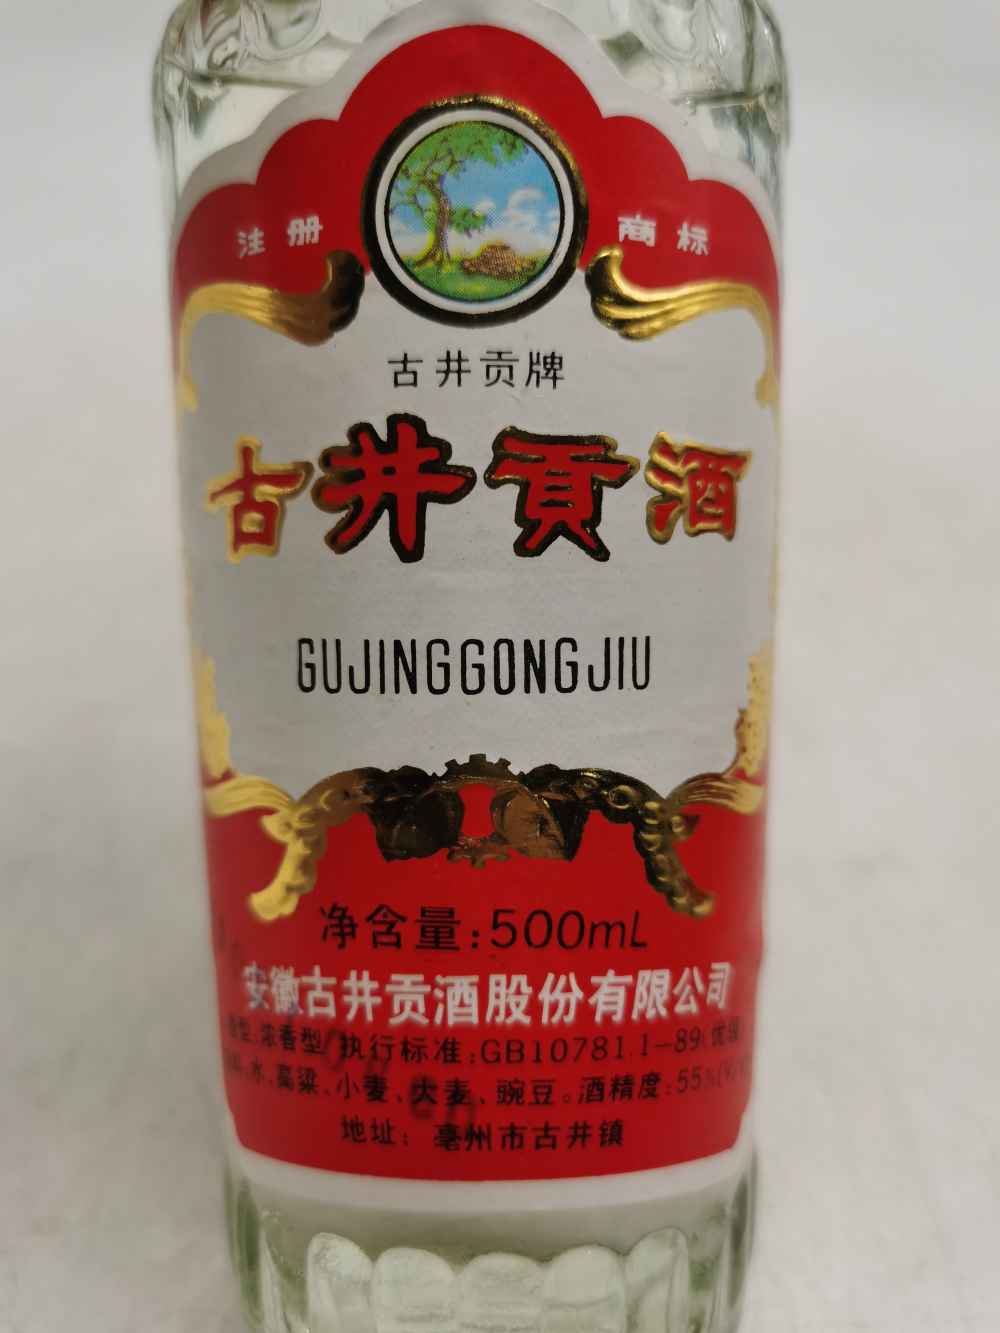 注册 商标
古井贡牌
古井贡酒
GUJINGGONGJIU
净含量:500mL
安徽古井贡酒股份有限公司
型:浓香型 执行标准:GB10781.1-89(优级)
水、高粱、小麦、大麦、豌豆。酒精度:55%(V/V)
地址：亳州市古井镇